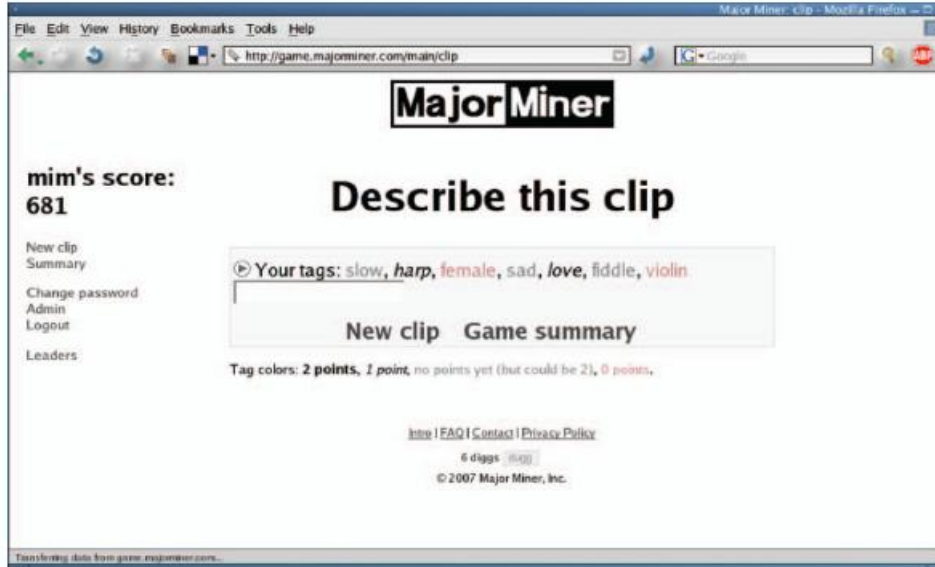 Major Miner: clip - Mozilla Firefox
File Edit View History Bookmarks Tools Help
http://game.majorminer.com/main/clip
G Google
ABP
Major Miner
mim's score:
681
Describe this clip
New clip
Summary
Change password
Admin
Logout
Leaders
Your tags: slow, harp, female, sad, love, fiddle, violin
New clip Game summary
Tag colors: 2 points, 1 point, no points yet (but could be 2), 0 points.
Intro | FAQ | Contact | Privacy Policy
6 diggs digg
© 2007 Major Miner, Inc.
Transferring data from game.majorminer.com...